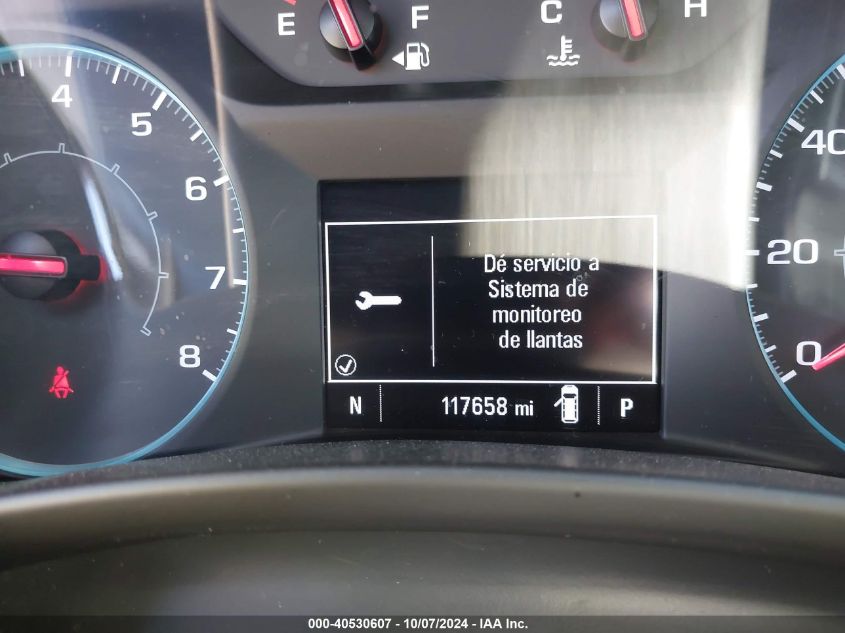 E F C H
4
5
6
7
8
40
20
0
Dé servicio a
Sistema de
monitoreo
de llantas
N 117658 mi P
000-40530607 - 10/07/2024 - IAA Inc.